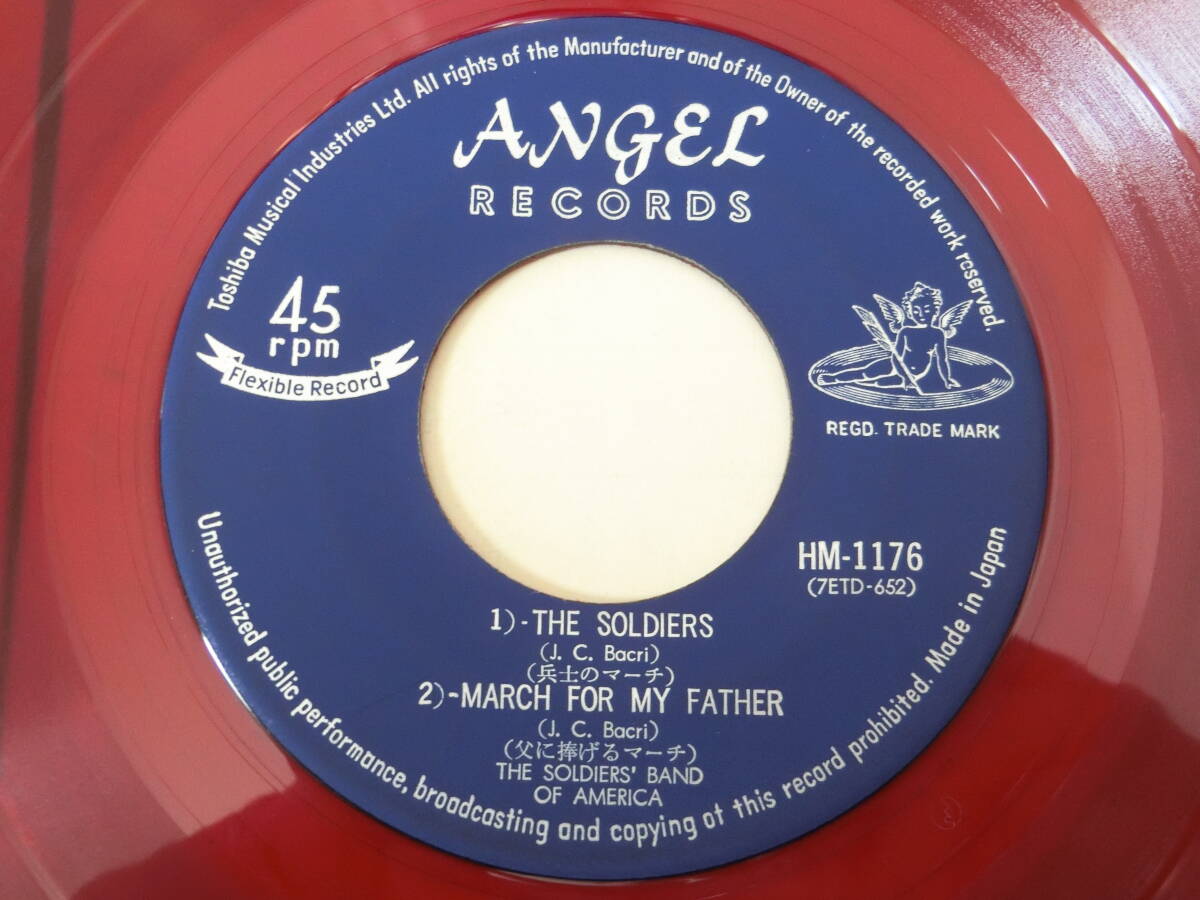 Toshiba Musical Industries Ltd. All rights of the Manufacturer and of the Owner of the recorded work reserved.
ANGEL
RECORDS
45
rpm
Flexible Record
REGD. TRADE MARK
HM-1176
(7ETD-652)
1)-THE SOLDIERS
(J. C. Bacri)
(兵士のマーチ)
2)-MARCH FOR MY FATHER
(J. C. Bacri)
(父に捧げるマーチ)
THE SOLDIERS' BAND
OF AMERICA
Unauthorized public performance, broadcasting and copying of this record prohibited. Made in Japan